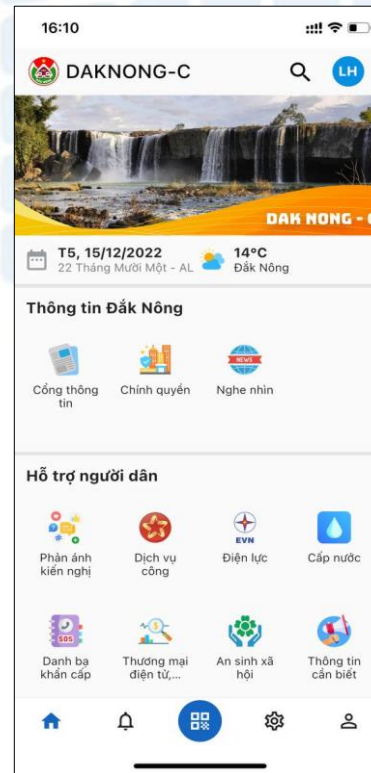 16:10
DAKNONG-C
LH
DAK NONG -
T5, 15/12/2022
22 Tháng Mười Một - AL
14°C
Đắk Nông
Thông tin Đắk Nông
Cổng thông
tin
Chính quyền
NEWS
Nghe nhìn
Hỗ trợ người dân
Phản ánh
kiến nghị
Dịch vụ
công
EVN
Điện lực
Cấp nước
SOS
Danh bạ
khẩn cấp
Thương mại
điện tử,...
An sinh xã
hội
Thông tin
cần biết